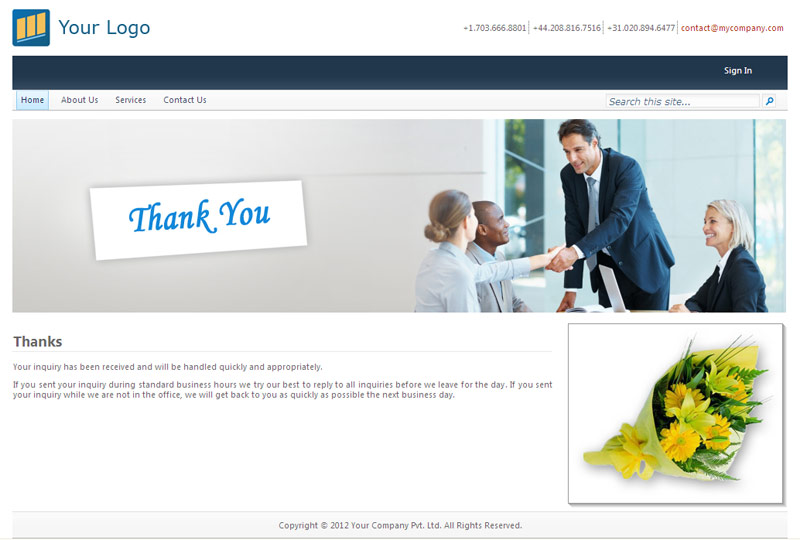 Your Logo
+1.703.666.8801 +44.208.816.7516 +31.020.894.6477 contact@mycompany.com
Sign In
Home About Us Services Contact Us Search this site...
Thank You
Thanks
Your inquiry has been received and will be handled quickly and appropriately.
If you sent your inquiry during standard business hours we try our best to reply to all inquiries before we leave for the day. If you sent
your inquiry while we are not in the office, we will get back to you as quickly as possible the next business day.
Copyright © 2012 Your Company Pvt. Ltd. All Rights Reserved.